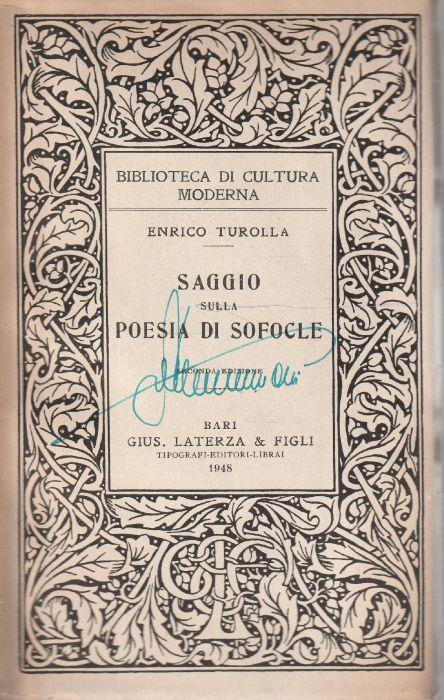 BIBLIOTECA DI CULTURA
MODERNA
ENRICO TUROLLA
SAGGIO
SULLA
POESIA DI SOFOCLE
SECONDA EDIZIONE
BARI
GIUS. LATERZA & FIGLI
TIPOGRAFI-EDITORI-LIBRAI
1948